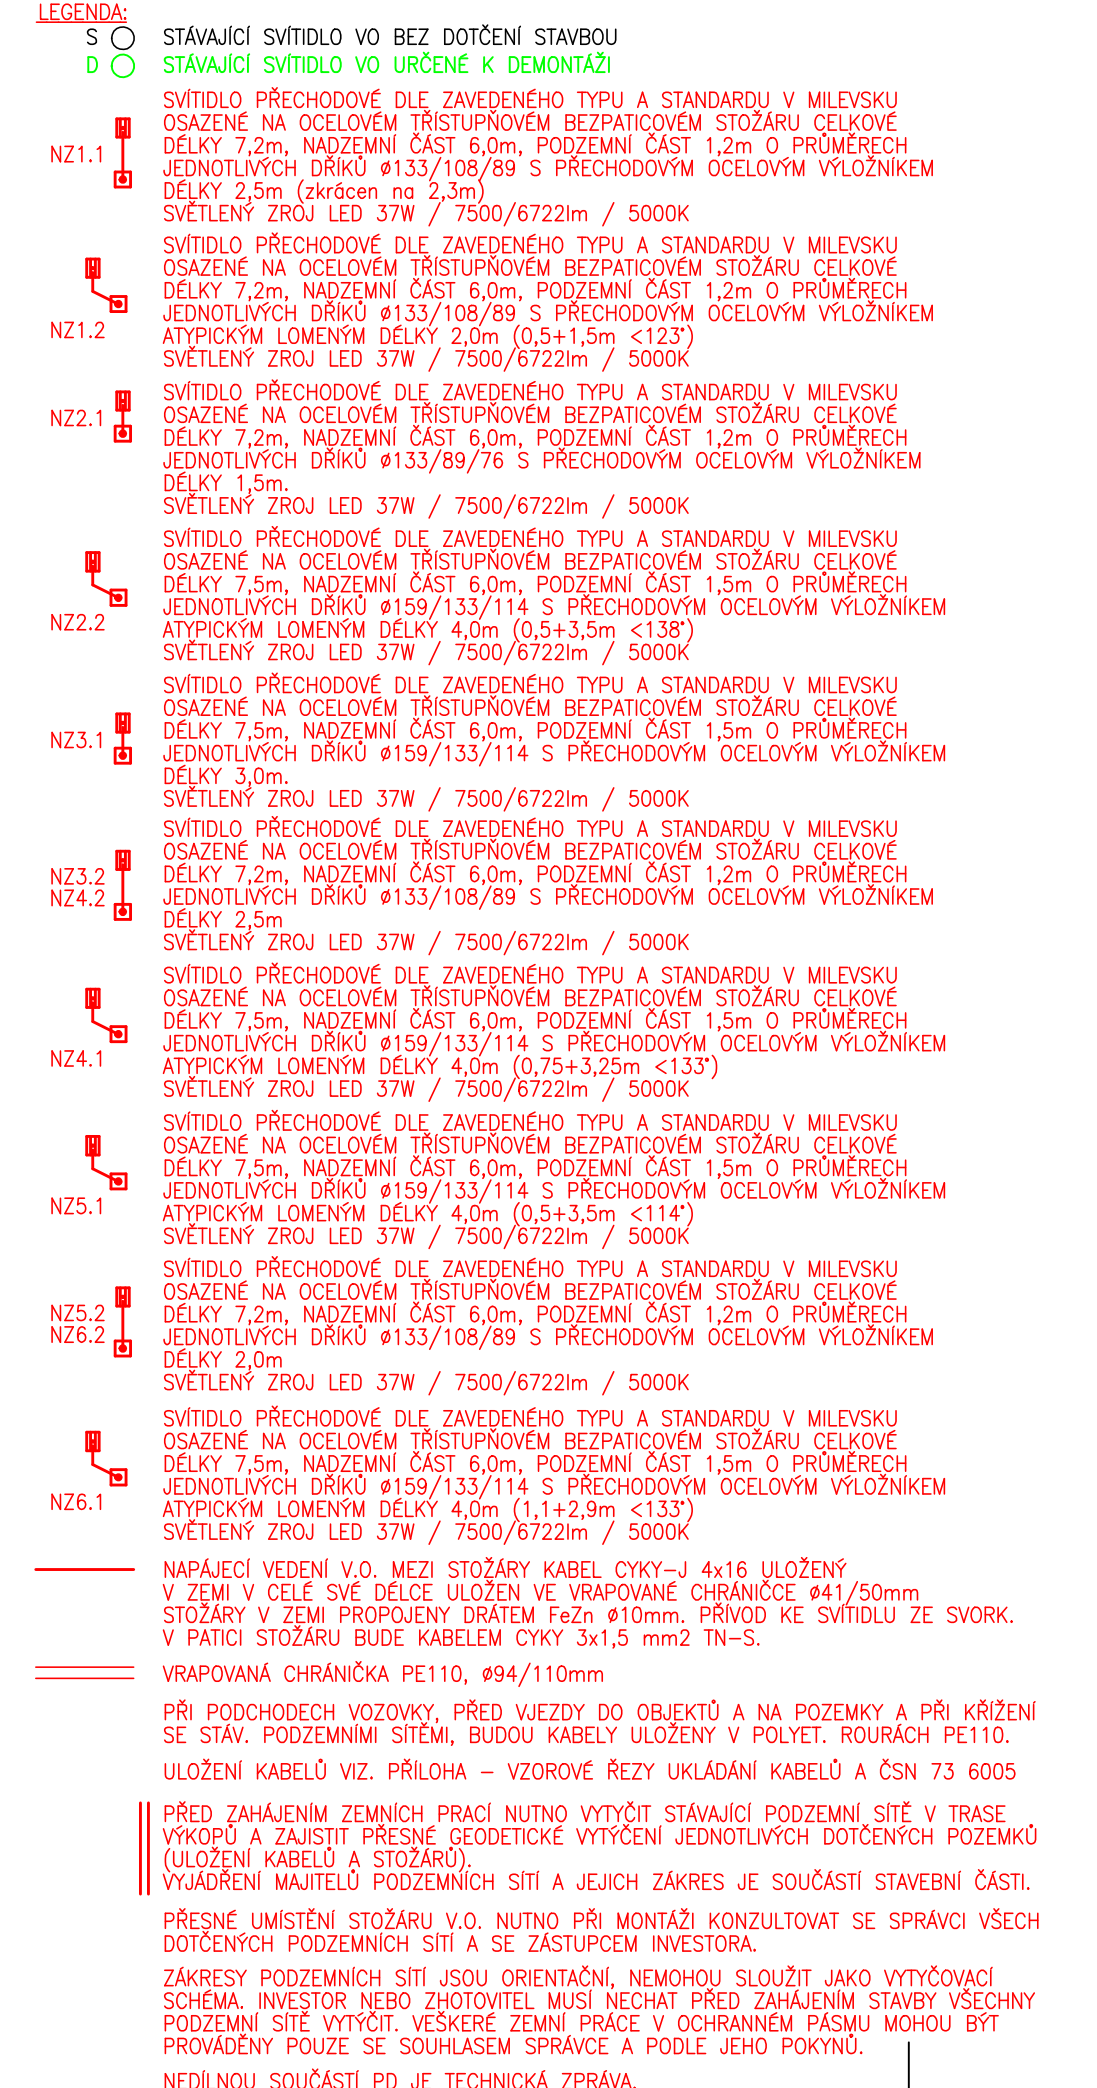 LEGENDA:
S STÁVAJÍCÍ SVÍTIDLO VO BEZ DOTČENÍ STAVBOU
D STÁVAJÍCÍ SVÍTIDLO VO URČENÉ K DEMONTÁŽI
NZ1.1
SVÍTIDLO PŘECHODOVÉ DLE ZAVEDENÉHO TYPU A STANDARDU V MILEVSKU
OSAZENÉ NA OCELOVÉM TŘÍSTUPŇOVÉM BEZPATICOVÉM STOŽÁRU CELKOVÉ
DÉLKY 7,2m, NADZEMNÍ ČÁST 6,0m, PODZEMNÍ ČÁST 1,2m O PRŮMĚRECH
JEDNOTLIVÝCH DŘÍKŮ ø133/108/89 S PŘECHODOVÝM OCELOVÝM VÝLOŽNÍKEM
DÉLKY 2,5m (zkrácen na 2,3m)
SVĚTLENÝ ZROJ LED 37W / 7500/6722lm / 5000K
NZ1.2
SVÍTIDLO PŘECHODOVÉ DLE ZAVEDENÉHO TYPU A STANDARDU V MILEVSKU
OSAZENÉ NA OCELOVÉM TŘÍSTUPŇOVÉM BEZPATICOVÉM STOŽÁRU CELKOVÉ
DÉLKY 7,2m, NADZEMNÍ ČÁST 6,0m, PODZEMNÍ ČÁST 1,2m O PRŮMĚRECH
JEDNOTLIVÝCH DŘÍKŮ ø133/108/89 S PŘECHODOVÝM OCELOVÝM VÝLOŽNÍKEM
ATYPICKÝM LOMENÝM DÉLKY 2,0m (0,5+1,5m <123°)
SVĚTLENÝ ZROJ LED 37W / 7500/6722lm / 5000K
NZ2.1
SVÍTIDLO PŘECHODOVÉ DLE ZAVEDENÉHO TYPU A STANDARDU V MILEVSKU
OSAZENÉ NA OCELOVÉM TŘÍSTUPŇOVÉM BEZPATICOVÉM STOŽÁRU CELKOVÉ
DÉLKY 7,2m, NADZEMNÍ ČÁST 6,0m, PODZEMNÍ ČÁST 1,2m O PRŮMĚRECH
JEDNOTLIVÝCH DŘÍKŮ ø133/89/76 S PŘECHODOVÝM OCELOVÝM VÝLOŽNÍKEM
DÉLKY 1,5m.
SVĚTLENÝ ZROJ LED 37W / 7500/6722lm / 5000K
NZ2.2
SVÍTIDLO PŘECHODOVÉ DLE ZAVEDENÉHO TYPU A STANDARDU V MILEVSKU
OSAZENÉ NA OCELOVÉM TŘÍSTUPŇOVÉM BEZPATICOVÉM STOŽÁRU CELKOVÉ
DÉLKY 7,5m, NADZEMNÍ ČÁST 6,0m, PODZEMNÍ ČÁST 1,5m O PRŮMĚRECH
JEDNOTLIVÝCH DŘÍKŮ ø159/133/114 S PŘECHODOVÝM OCELOVÝM VÝLOŽNÍKEM
ATYPICKÝM LOMENÝM DÉLKY 4,0m (0,5+3,5m <138°)
SVĚTLENÝ ZROJ LED 37W / 7500/6722lm / 5000K
NZ3.1
SVÍTIDLO PŘECHODOVÉ DLE ZAVEDENÉHO TYPU A STANDARDU V MILEVSKU
OSAZENÉ NA OCELOVÉM TŘÍSTUPŇOVÉM BEZPATICOVÉM STOŽÁRU CELKOVÉ
DÉLKY 7,5m, NADZEMNÍ ČÁST 6,0m, PODZEMNÍ ČÁST 1,5m O PRŮMĚRECH
JEDNOTLIVÝCH DŘÍKŮ ø159/133/114 S PŘECHODOVÝM OCELOVÝM VÝLOŽNÍKEM
DÉLKY 3,0m.
SVĚTLENÝ ZROJ LED 37W / 7500/6722lm / 5000K
NZ3.2
NZ4.2
SVÍTIDLO PŘECHODOVÉ DLE ZAVEDENÉHO TYPU A STANDARDU V MILEVSKU
OSAZENÉ NA OCELOVÉM TŘÍSTUPŇOVÉM BEZPATICOVÉM STOŽÁRU CELKOVÉ
DÉLKY 7,2m, NADZEMNÍ ČÁST 6,0m, PODZEMNÍ ČÁST 1,2m O PRŮMĚRECH
JEDNOTLIVÝCH DŘÍKŮ ø133/108/89 S PŘECHODOVÝM OCELOVÝM VÝLOŽNÍKEM
DÉLKY 2,5m
SVĚTLENÝ ZROJ LED 37W / 7500/6722lm / 5000K
NZ4.1
SVÍTIDLO PŘECHODOVÉ DLE ZAVEDENÉHO TYPU A STANDARDU V MILEVSKU
OSAZENÉ NA OCELOVÉM TŘÍSTUPŇOVÉM BEZPATICOVÉM STOŽÁRU CELKOVÉ
DÉLKY 7,5m, NADZEMNÍ ČÁST 6,0m, PODZEMNÍ ČÁST 1,5m O PRŮMĚRECH
JEDNOTLIVÝCH DŘÍKŮ ø159/133/114 S PŘECHODOVÝM OCELOVÝM VÝLOŽNÍKEM
ATYPICKÝM LOMENÝM DÉLKY 4,0m (0,75+3,25m <133°)
SVĚTLENÝ ZROJ LED 37W / 7500/6722lm / 5000K
NZ5.1
SVÍTIDLO PŘECHODOVÉ DLE ZAVEDENÉHO TYPU A STANDARDU V MILEVSKU
OSAZENÉ NA OCELOVÉM TŘÍSTUPŇOVÉM BEZPATICOVÉM STOŽÁRU CELKOVÉ
DÉLKY 7,5m, NADZEMNÍ ČÁST 6,0m, PODZEMNÍ ČÁST 1,5m O PRŮMĚRECH
JEDNOTLIVÝCH DŘÍKŮ ø159/133/114 S PŘECHODOVÝM OCELOVÝM VÝLOŽNÍKEM
ATYPICKÝM LOMENÝM DÉLKY 4,0m (0,5+3,5m <114°)
SVĚTLENÝ ZROJ LED 37W / 7500/6722lm / 5000K
NZ5.2
NZ6.2
SVÍTIDLO PŘECHODOVÉ DLE ZAVEDENÉHO TYPU A STANDARDU V MILEVSKU
OSAZENÉ NA OCELOVÉM TŘÍSTUPŇOVÉM BEZPATICOVÉM STOŽÁRU CELKOVÉ
DÉLKY 7,2m, NADZEMNÍ ČÁST 6,0m, PODZEMNÍ ČÁST 1,2m O PRŮMĚRECH
JEDNOTLIVÝCH DŘÍKŮ ø133/108/89 S PŘECHODOVÝM OCELOVÝM VÝLOŽNÍKEM
DÉLKY 2,0m
SVĚTLENÝ ZROJ LED 37W / 7500/6722lm / 5000K
NZ6.1
SVÍTIDLO PŘECHODOVÉ DLE ZAVEDENÉHO TYPU A STANDARDU V MILEVSKU
OSAZENÉ NA OCELOVÉM TŘÍSTUPŇOVÉM BEZPATICOVÉM STOŽÁRU CELKOVÉ
DÉLKY 7,5m, NADZEMNÍ ČÁST 6,0m, PODZEMNÍ ČÁST 1,5m O PRŮMĚRECH
JEDNOTLIVÝCH DŘÍKŮ ø159/133/114 S PŘECHODOVÝM OCELOVÝM VÝLOŽNÍKEM
ATYPICKÝM LOMENÝM DÉLKY 4,0m (1,1+2,9m <133°)
SVĚTLENÝ ZROJ LED 37W / 7500/6722lm / 5000K
NAPÁJECÍ VEDENÍ V.O. MEZI STOŽÁRY KABEL CYKY-J 4x16 ULOŽENÝ
V ZEMI V CELÉ SVÉ DÉLCE ULOŽEN VE VRAPOVANÉ CHRÁNIČCE ø41/50mm
STOŽÁRY V ZEMI PROPOJENY DRÁTEM FeZn ø10mm. PŘÍVOD KE SVÍTIDLU ZE SVORK.
V PATICI STOŽÁRU BUDE KABELEM CYKY 3x1,5 mm2 TN-S.
VRAPOVANÁ CHRÁNIČKA PE110, ø94/110mm
PŘI PODCHODECH VOZOVKY, PŘED VJEZDY DO OBJEKTŮ A NA POZEMKY A PŘI KŘÍŽENÍ
SE STÁV. PODZEMNÍMI SÍTĚMI, BUDOU KABELY ULOŽENY V POLYET. ROURÁCH PE110.
ULOŽENÍ KABELŮ VIZ. PŘÍLOHA - VZOROVÉ ŘEZY UKLÁDÁNÍ KABELŮ A ČSN 73 6005
PŘED ZAHÁJENÍM ZEMNÍCH PRACÍ NUTNO VYTYČIT STÁVAJÍCÍ PODZEMNÍ SÍTĚ V TRASE
VÝKOPŮ A ZAJISTIT PŘESNÉ GEODETICKÉ VYTÝČENÍ JEDNOTLIVÝCH DOTČENÝCH POZEMKŮ
(ULOŽENÍ KABELŮ A STOŽÁRŮ).
VYJÁDŘENÍ MAJITELŮ PODZEMNÍCH SÍTÍ A JEJICH ZÁKRES JE SOUČÁSTÍ STAVEBNÍ ČÁSTI.
PŘESNÉ UMÍSTĚNÍ STOŽÁRU V.O. NUTNO PŘI MONTÁŽI KONZULTOVAT SE SPRÁVCI VŠECH
DOTČENÝCH PODZEMNÍCH SÍTÍ A SE ZÁSTUPCEM INVESTORA.
ZÁKRESY PODZEMNÍCH SÍTÍ JSOU ORIENTAČNÍ, NEMOHOU SLOUŽIT JAKO VYTYČOVACÍ
SCHÉMA. INVESTOR NEBO ZHOTOVITEL MUSÍ NECHAT PŘED ZAHÁJENÍM STAVBY VŠECHNY
PODZEMNÍ SÍTĚ VYTÝČIT. VEŠKERÉ ZEMNÍ PRÁCE V OCHRANNÉM PÁSMU MOHOU BÝT
PROVÁDĚNY POUZE SE SOUHLASEM SPRÁVCE A PODLE JEHO POKYNŮ.
NEDÍLNOU SOUČÁSTÍ PD JE TECHNICKÁ ZPRÁVA.